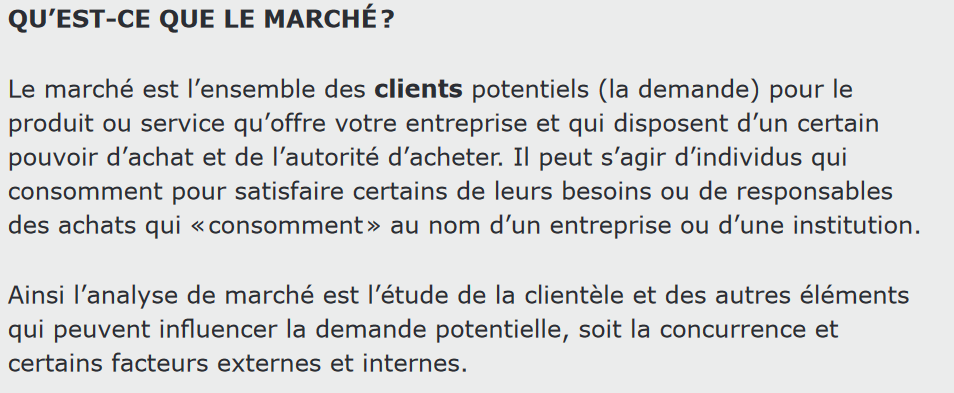 QU’EST-CE QUE LE MARCHÉ ?
Le marché est l’ensemble des clients potentiels (la demande) pour le
produit ou service qu’offre votre entreprise et qui disposent d’un certain
pouvoir d’achat et de l’autorité d’acheter. Il peut s’agir d’individus qui
consomment pour satisfaire certains de leurs besoins ou de responsables
des achats qui « consomment » au nom d’un entreprise ou d’une institution.
Ainsi l’analyse de marché est l’étude de la clientèle et des autres éléments
qui peuvent influencer la demande potentielle, soit la concurrence et
certains facteurs externes et internes.